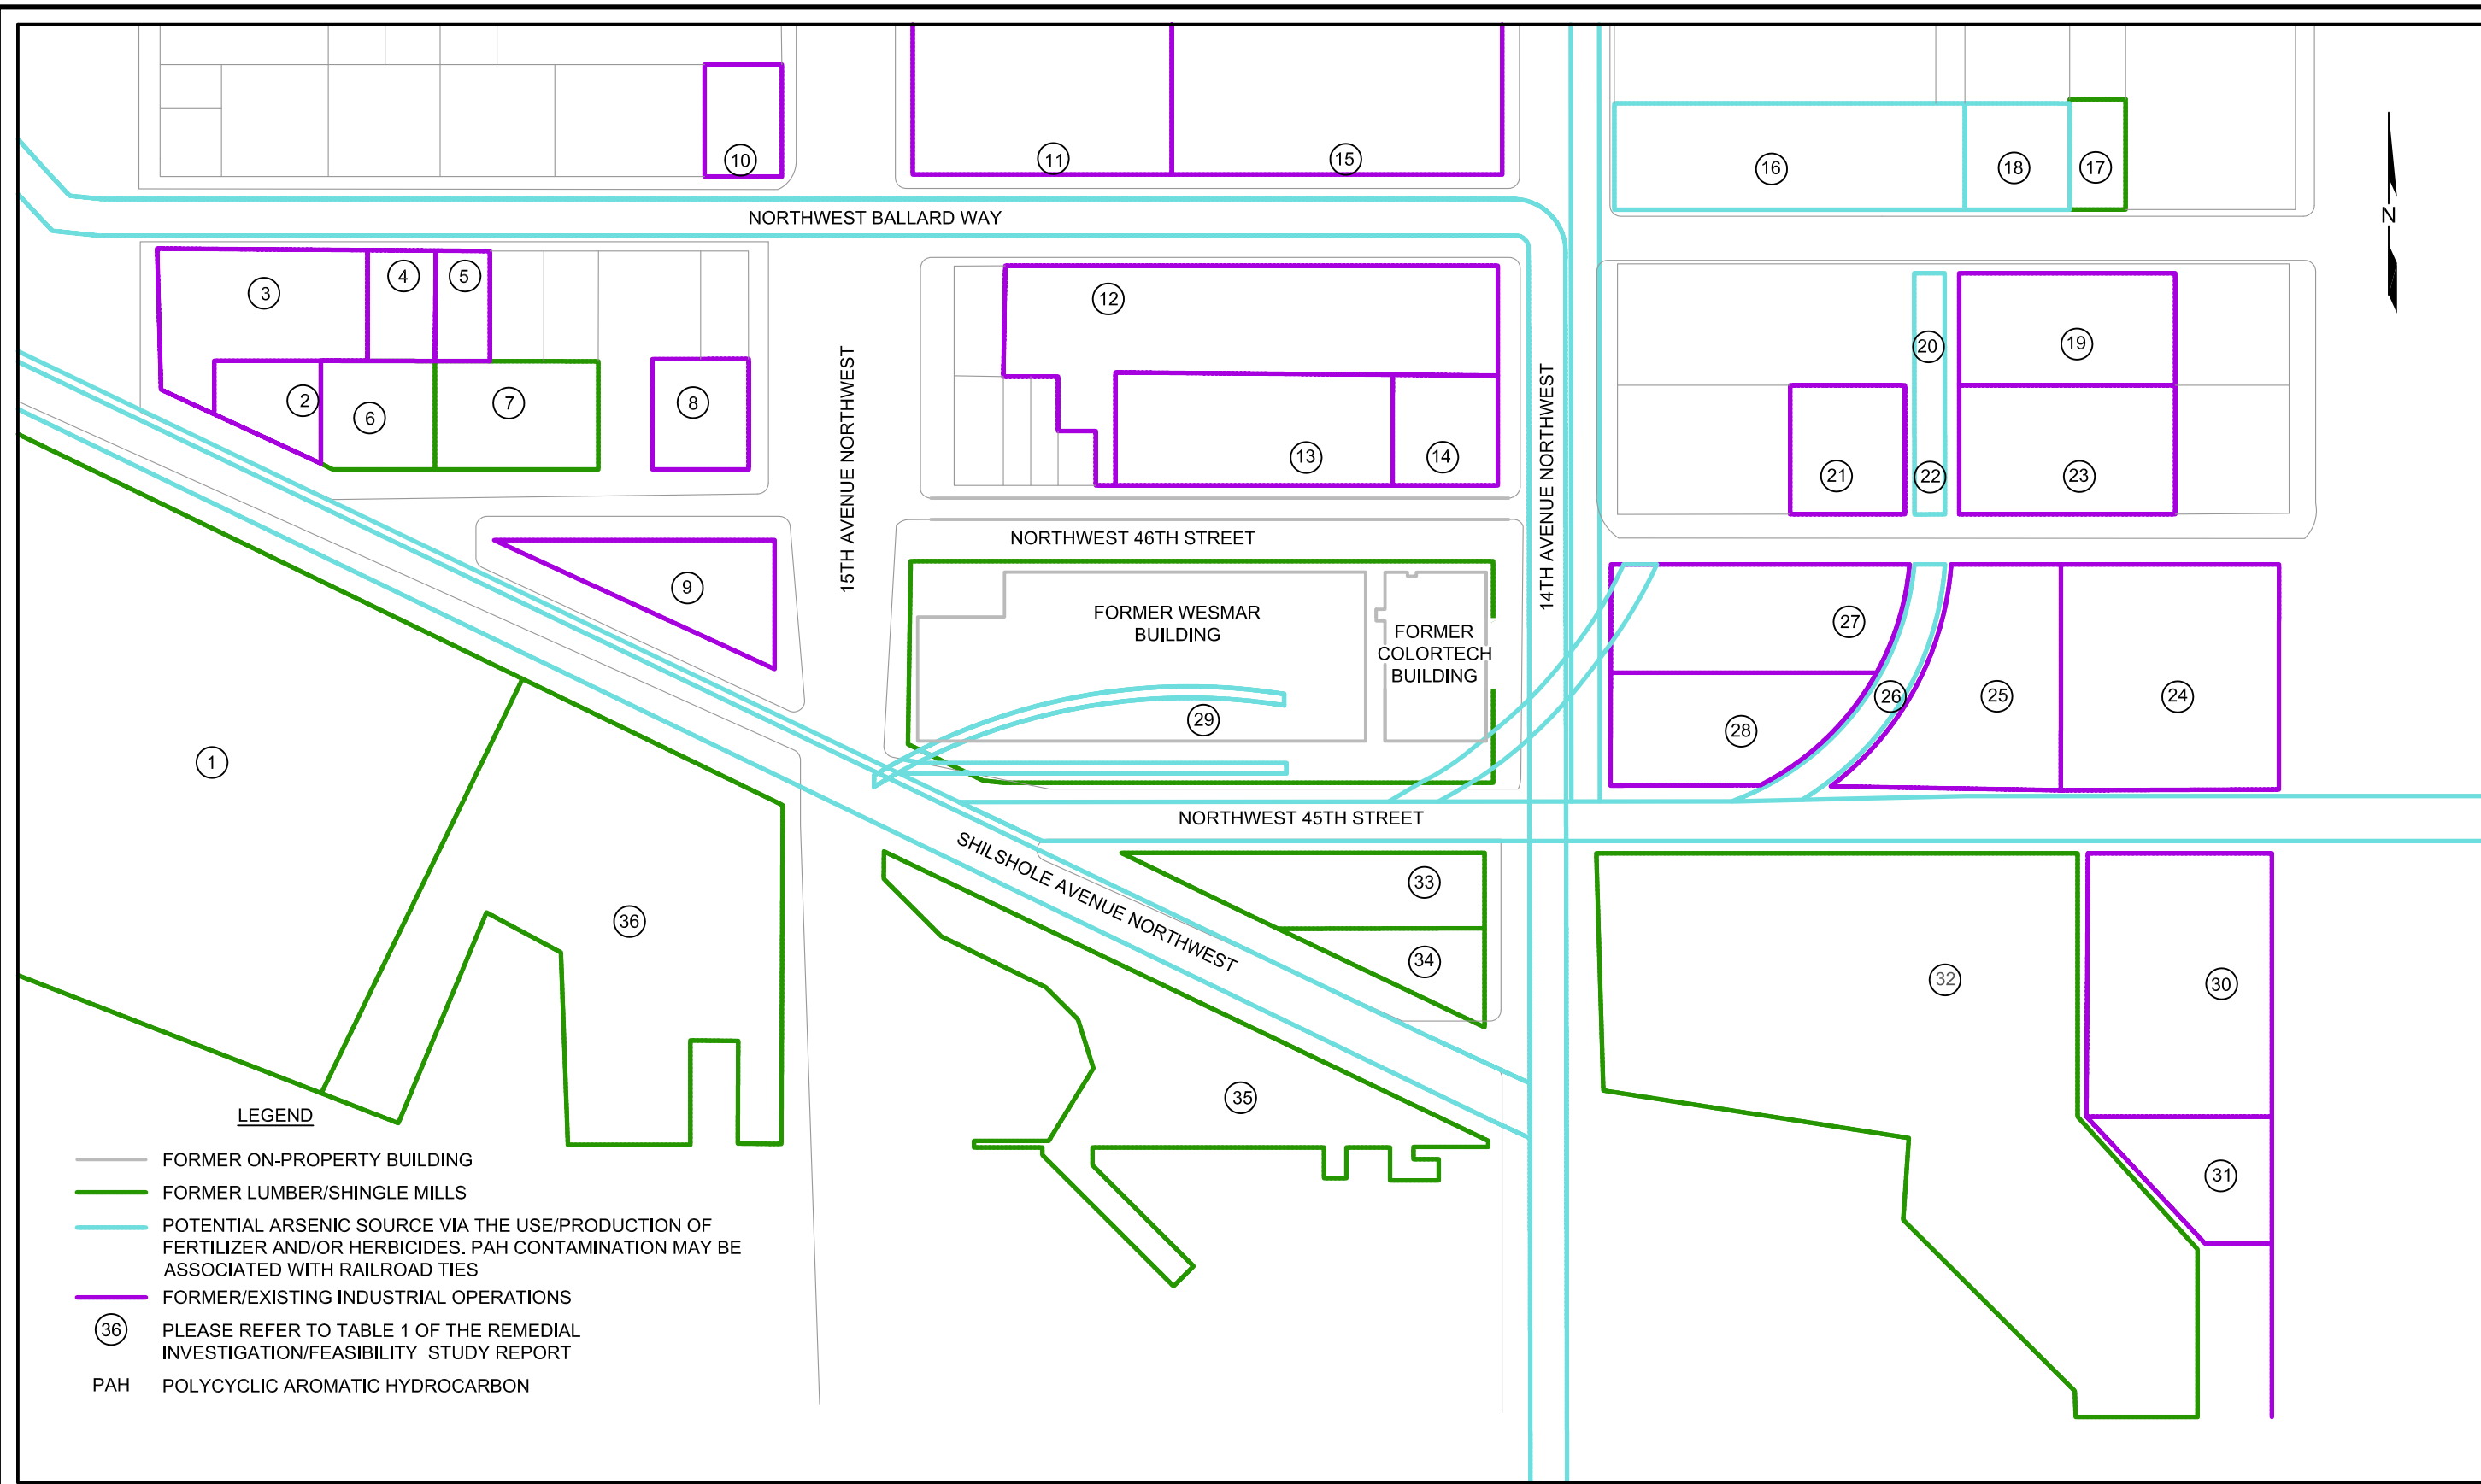 10
11
15
16
18
17
N
NORTHWEST BALLARD WAY
3
4
5
12
20
19
2
6
7
8
13
14
21
22
23
15TH AVENUE NORTHWEST
14TH AVENUE NORTHWEST
NORTHWEST 46TH STREET
9
FORMER WESMAR
BUILDING
FORMER
COLORTECH
BUILDING
27
26
25
24
28
29
1
NORTHWEST 45TH STREET
SHILSHOLE AVENUE NORTHWEST
33
34
36
32
30
35
31
LEGEND
FORMER ON-PROPERTY BUILDING
FORMER LUMBER/SHINGLE MILLS
POTENTIAL ARSENIC SOURCE VIA THE USE/PRODUCTION OF
FERTILIZER AND/OR HERBICIDES. PAH CONTAMINATION MAY BE
ASSOCIATED WITH RAILROAD TIES
FORMER/EXISTING INDUSTRIAL OPERATIONS
36 PLEASE REFER TO TABLE 1 OF THE REMEDIAL
INVESTIGATION/FEASIBILITY STUDY REPORT
PAH POLYCYCLIC AROMATIC HYDROCARBON